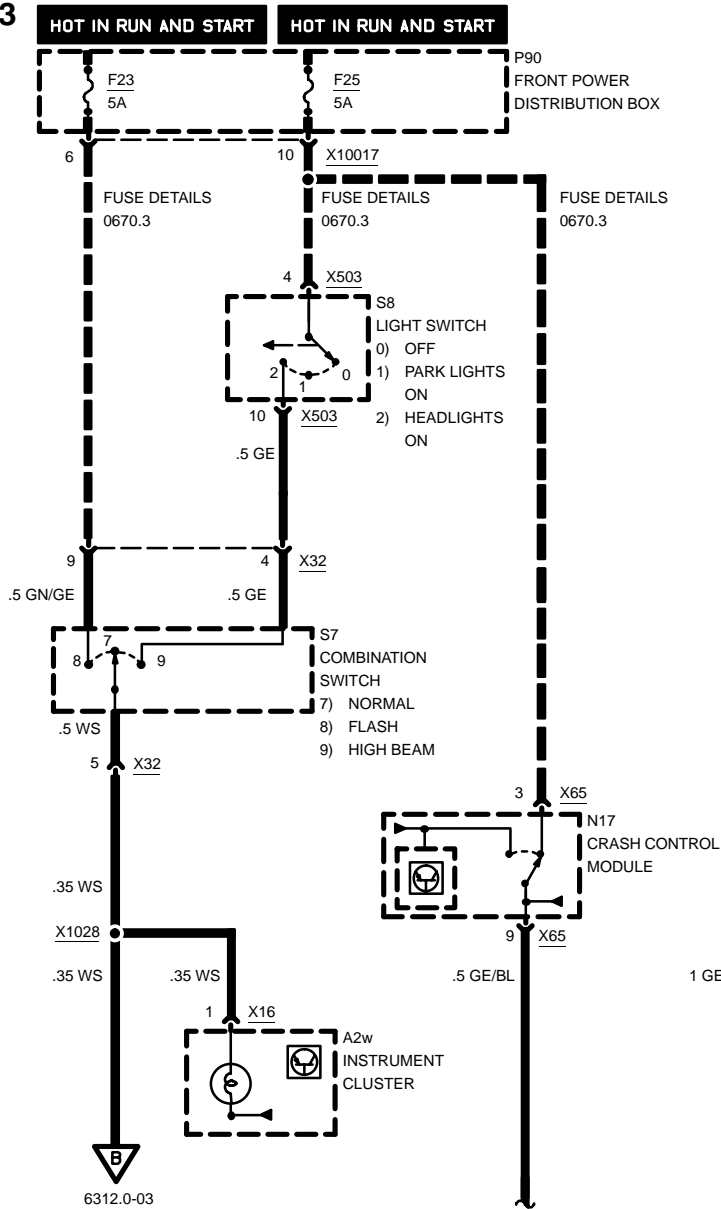 3
HOT IN RUN AND START
HOT IN RUN AND START
F23
5A
F25
5A
P90
FRONT POWER
DISTRIBUTION BOX
6
10
X10017
FUSE DETAILS
0670.3
FUSE DETAILS
0670.3
FUSE DETAILS
0670.3
4
X503
S8
LIGHT SWITCH
0) OFF
1) PARK LIGHTS
ON
2) HEADLIGHTS
ON
2
1
0
10
X503
.5 GE
9
4
X32
.5 GN/GE
.5 GE
7
8
9
S7
COMBINATION
SWITCH
7) NORMAL
8) FLASH
9) HIGH BEAM
.5 WS
5
X32
3
X65
N17
CRASH CONTROL
MODULE
.35 WS
X1028
9
X65
.35 WS
.35 WS
.5 GE/BL
1 GE
1
X16
A2w
INSTRUMENT
CLUSTER
B
6312.0-03